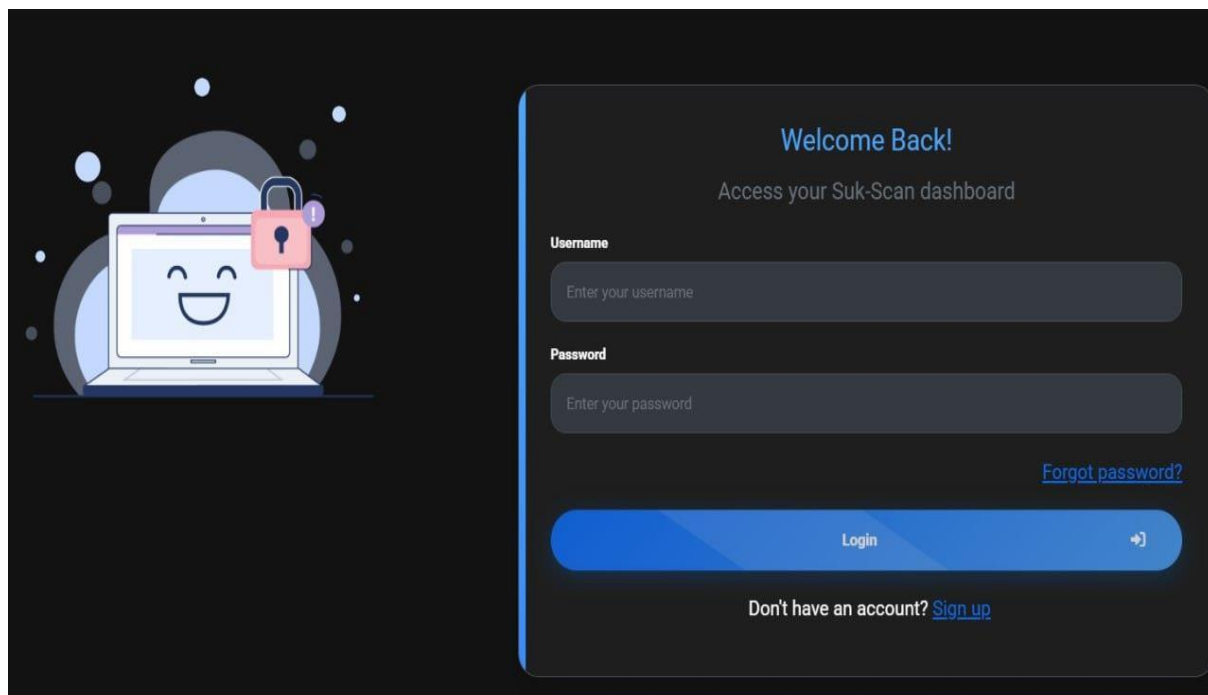 Welcome Back!
Access your Suk-Scan dashboard
Username
Enter your username
Password
Enter your password
Forgot password?
Login
Don't have an account? Sign up
!